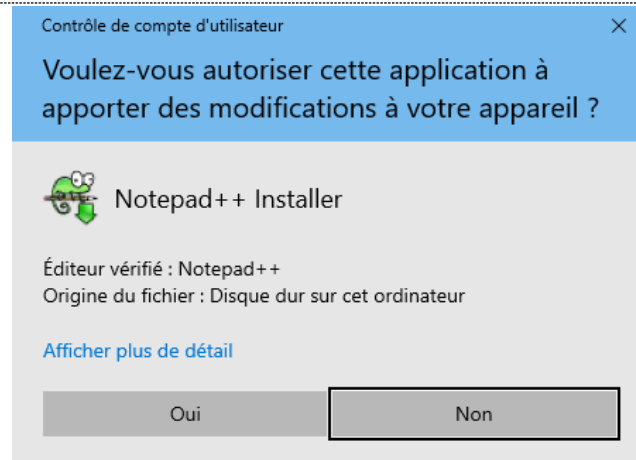 Contrôle de compte d'utilisateur
Voulez-vous autoriser cette application à
apporter des modifications à votre appareil ?
Notepad++ Installer
Éditeur vérifié : Notepad++
Origine du fichier : Disque dur sur cet ordinateur
Afficher plus de détail
Oui
Non